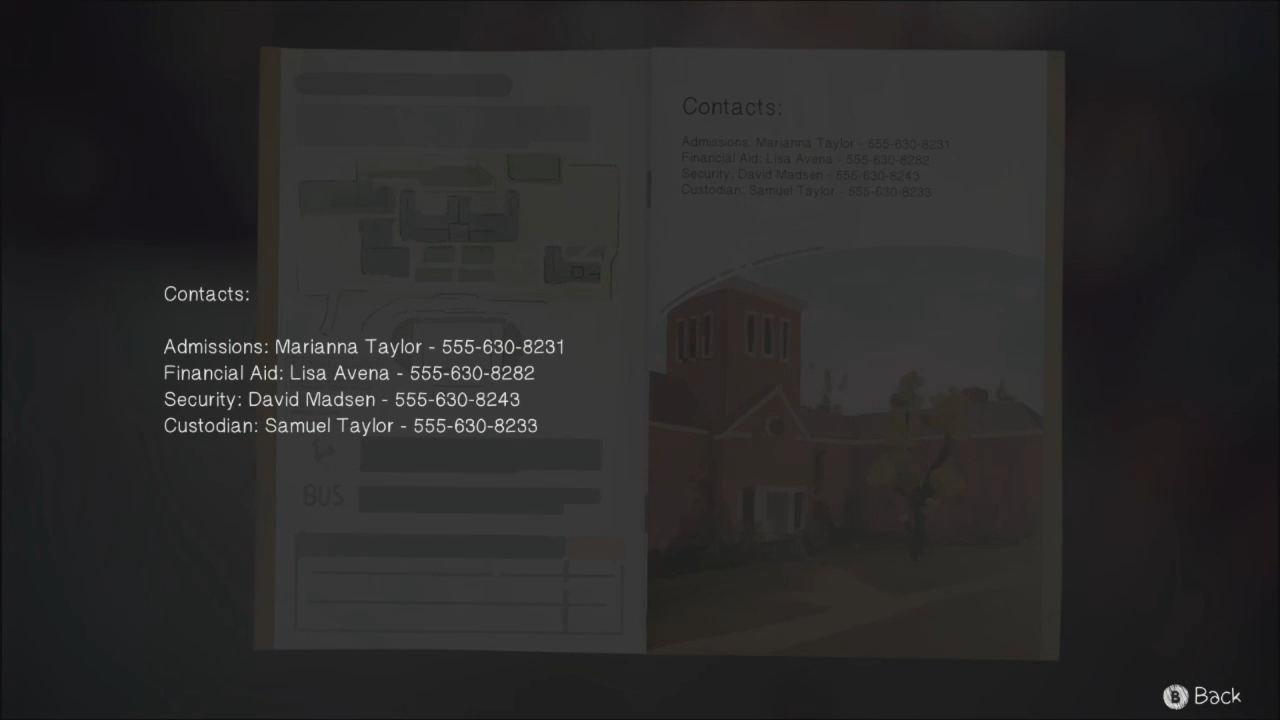 Contacts:
Admissions: Marianna Taylor - 555-630-8231
Financial Aid: Lisa Avena - 555-630-8282
Security: David Madsen - 555-630-8243
Custodian: Samuel Taylor - 555-630-8233
Contacts:
Admissions: Marianna Taylor - 555-630-8231
Financial Aid: Lisa Avena - 555-630-8282
Security: David Madsen - 555-630-8243
Custodian: Samuel Taylor - 555-630-8233
BUS
B Back